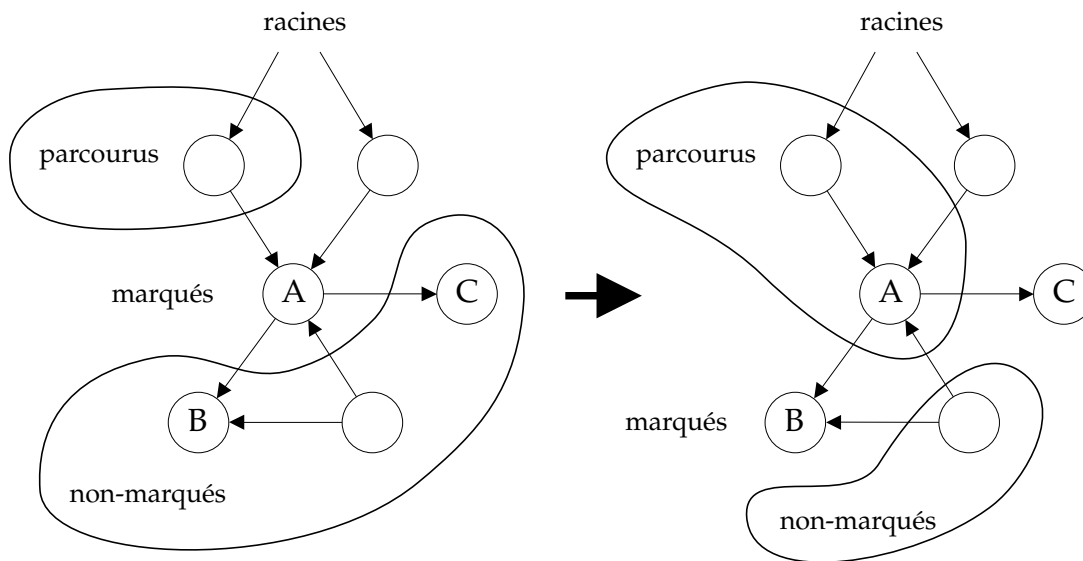 racines
parcourus
marqués
A
C
B
non-marqués
racines
parcourus
A
C
marqués
B
non-marqués